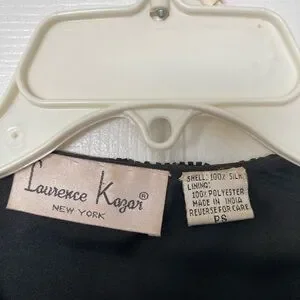 Laurence Kazar®
NEW YORK
SHELL: 100% SILK
LINING:
100% POLYESTER
MADE IN INDIA
REVERSE FOR CARE
PS